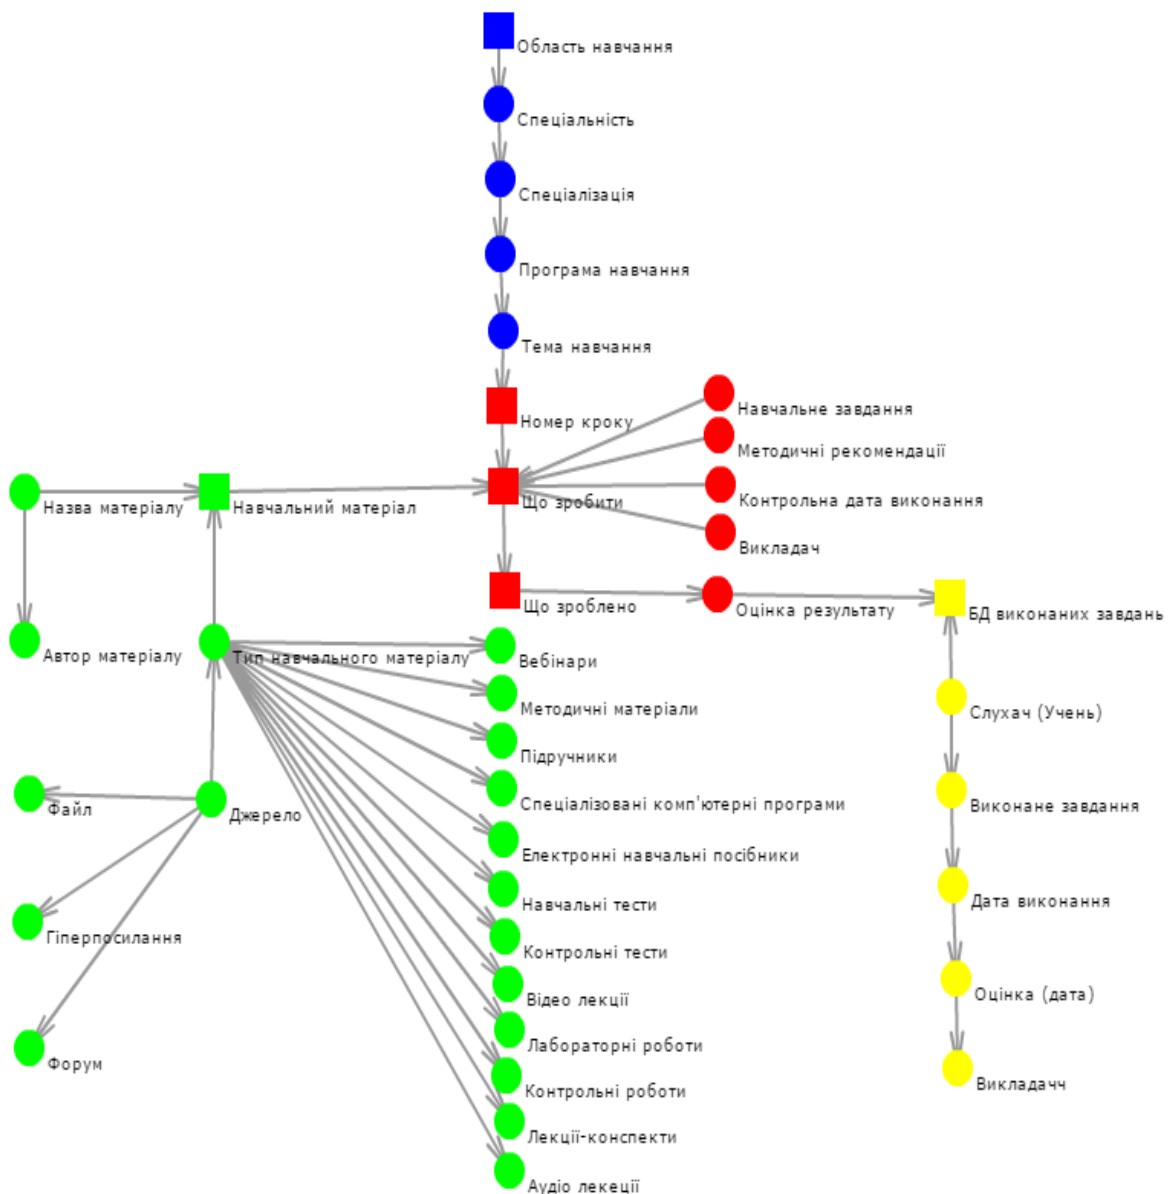 Область навчання
Спеціальність
Спеціалізація
Програма навчання
Тема навчання
Номер кроку
Навчальне завдання
Методичні рекомендації
Контрольна дата виконання
Викладач
Що зробити
Назва матеріалу
Навчальний матеріал
Що зроблено
Оцінка результату
БД виконаних завдань
Автор матеріалу
Тип навчального матеріалу
Вебінари
Методичні матеріали
Підручники
Спеціалізовані комп'ютерні програми
Електронні навчальні посібники
Навчальні тести
Контрольні тести
Відео лекції
Лабораторні роботи
Контрольні роботи
Лекції-конспекти
Аудіо лекеції
Файл
Джерело
Гіперпосилання
Форум
Слухач (Учень)
Виконане завдання
Дата виконання
Оцінка (дата)
Викладачч